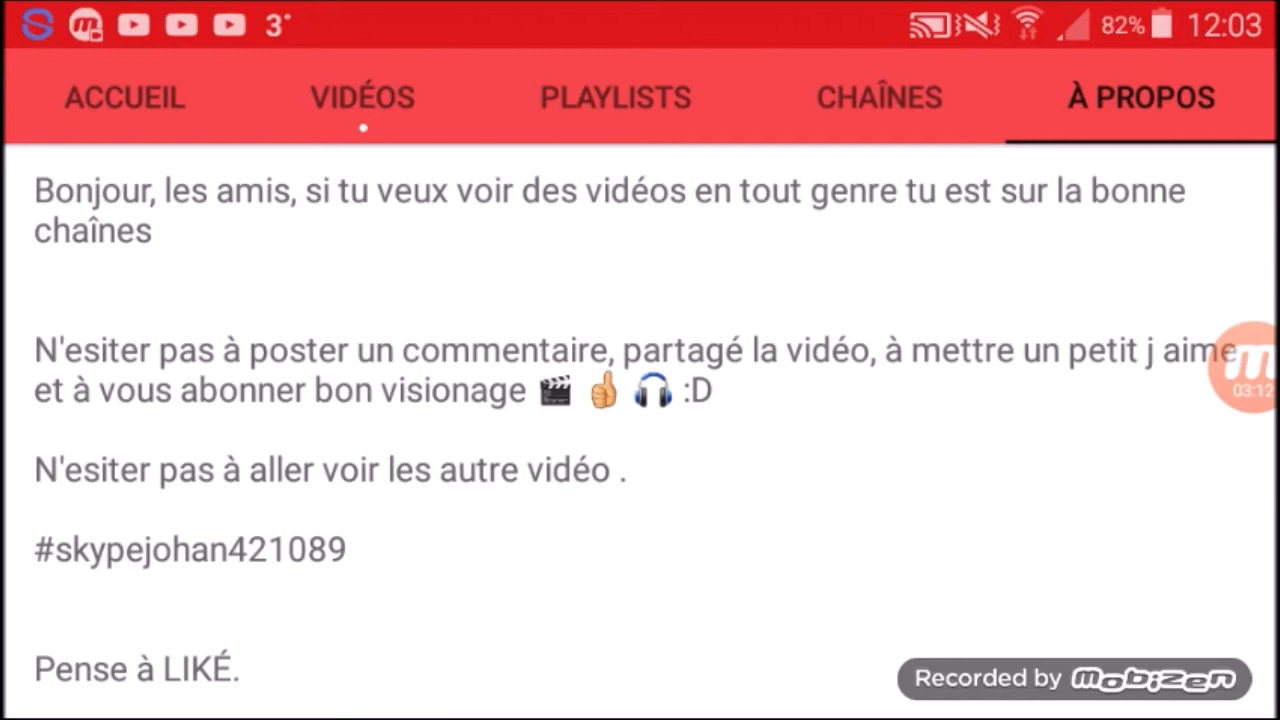 3° 82% 12:03
ACCUEIL VIDÉOS PLAYLISTS CHAÎNES À PROPOS
Bonjour, les amis, si tu veux voir des vidéos en tout genre tu est sur la bonne
chaînes
N'esiter pas à poster un commentaire, partagé la vidéo, à mettre un petit j aime
et à vous abonner bon visionage 🎬 👍 🎧 :D
03:12
N'esiter pas à aller voir les autre vidéo .
#skypejohan421089
Pense à LIKÉ.
Recorded by mobizen